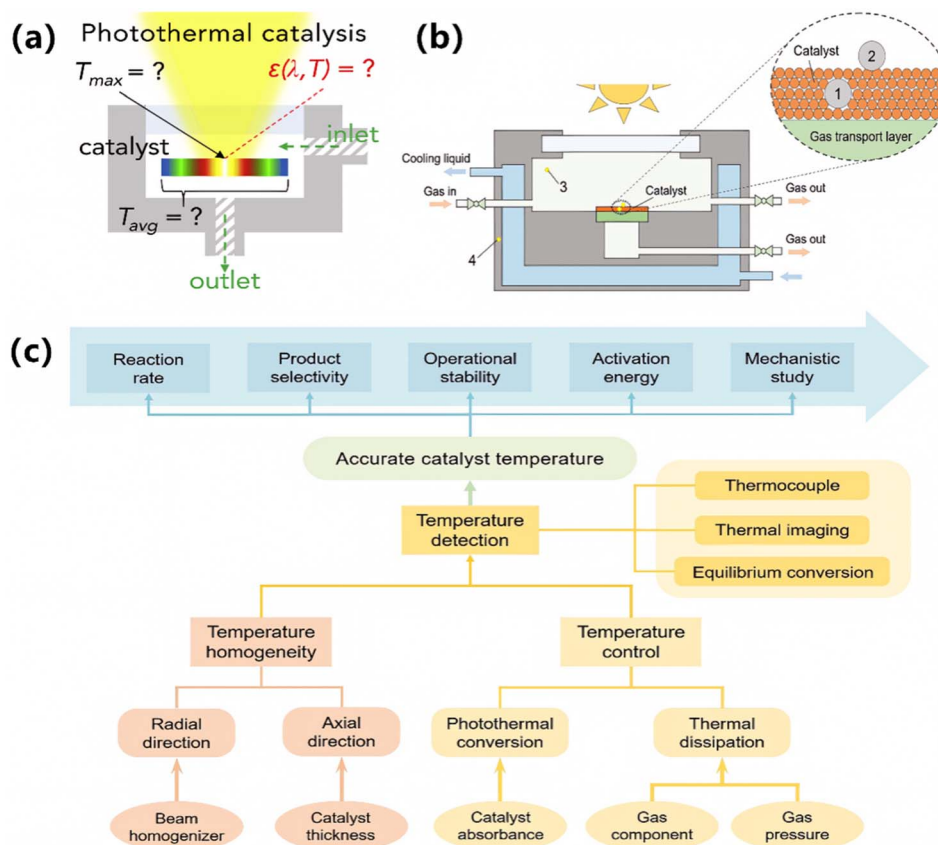 (a)
Photothermal catalysis
T_max = ?
ε(λ,T) = ?
inlet
catalyst
T_avg = ?
outlet
(b)
Catalyst
2
1
Gas transport layer
Cooling liquid
Gas in
3
Catalyst
Gas out
4
Gas out
(c)
Reaction
rate
Product
selectivity
Operational
stability
Activation
energy
Mechanistic
study
Accurate catalyst temperature
Temperature
detection
Thermocouple
Thermal imaging
Equilibrium conversion
Temperature
homogeneity
Temperature
control
Radial
direction
Axial
direction
Photothermal
conversion
Thermal
dissipation
Beam
homogenizer
Catalyst
thickness
Catalyst
absorbance
Gas
component
Gas
pressure